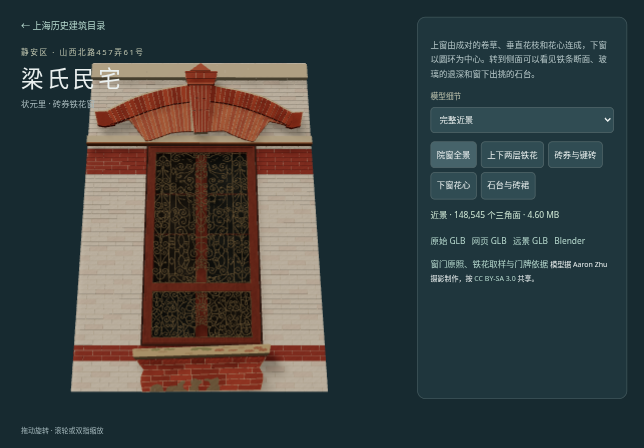 ← 上海历史建筑目录
静安区 · 山西北路457弄61号
梁氏民宅
状元里 · 砖券铁花窗
上窗由成对的卷草、垂直花枝和花心连成，下窗
以圆环为中心。转到侧面可以看见铁条断面、玻
璃的退深和窗下出挑的石台。
模型细节
完整近景
院窗全景
上下两层铁花
砖券与键砖
下窗花心
石台与砖裙
近景 · 148,545 个三角面 · 4.60 MB
原始 GLB 网页 GLB 远景 GLB Blender
窗门原照、铁花取样与门牌依据 模型据 Aaron Zhu
摄影制作，按 CC BY-SA 3.0 共享。
拖动旋转 · 滚轮或双指缩放